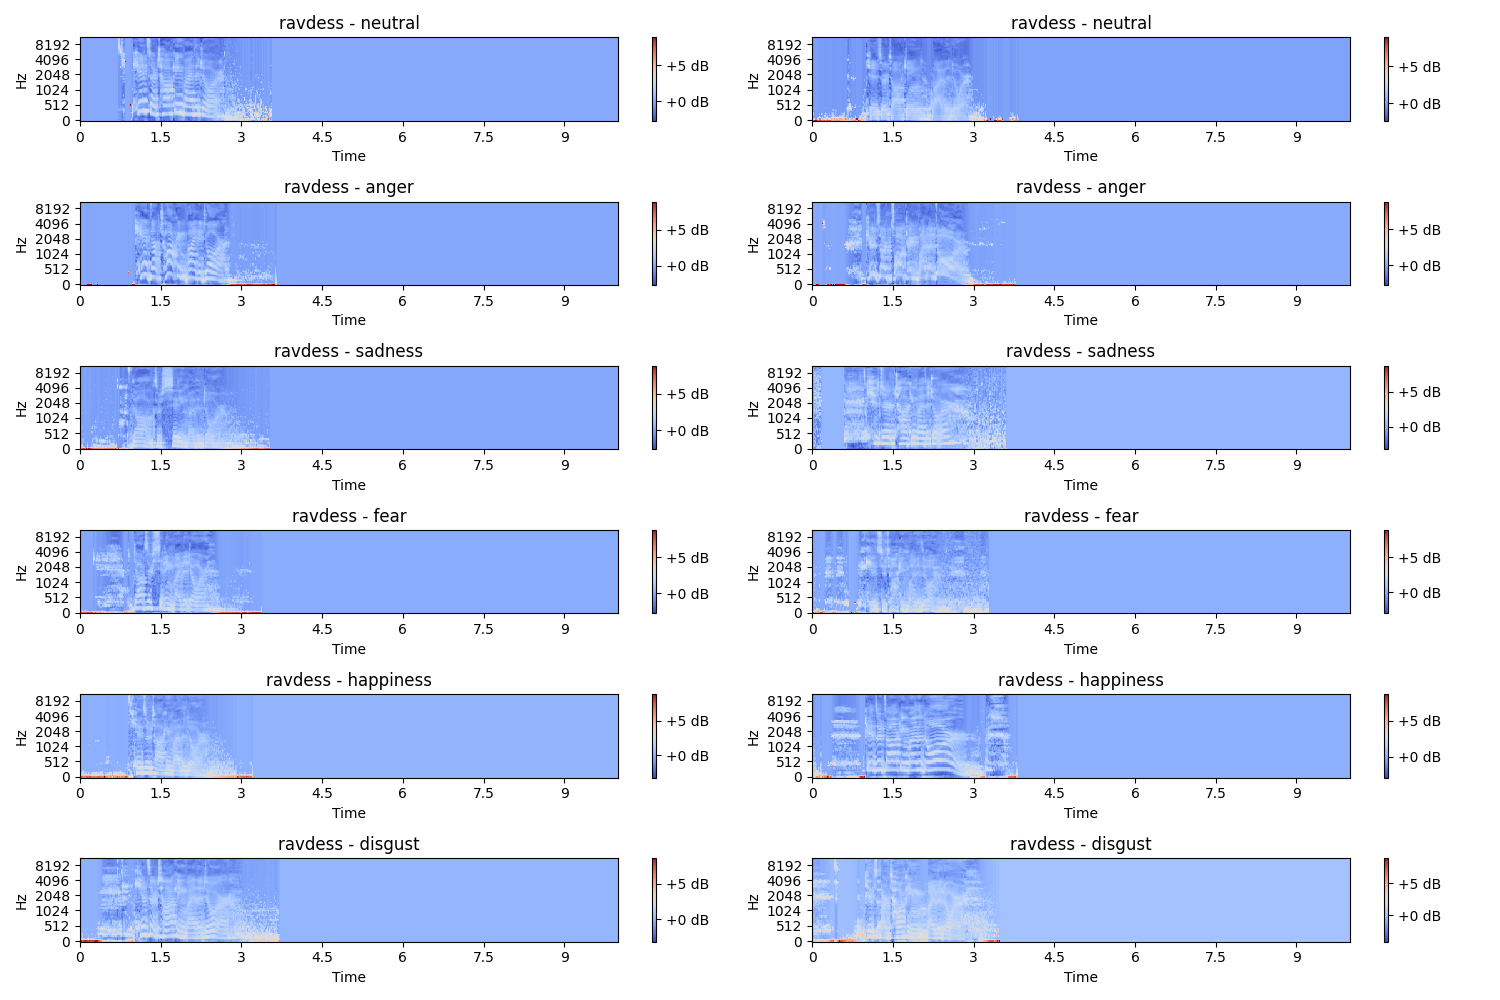 ravdess - neutral
8192
4096
2048
1024
512
0
Hz
0 1.5 3 4.5 6 7.5 9
Time
+5 dB
+0 dB
ravdess - neutral
8192
4096
2048
1024
512
0
Hz
0 1.5 3 4.5 6 7.5 9
Time
+5 dB
+0 dB
ravdess - anger
8192
4096
2048
1024
512
0
Hz
0 1.5 3 4.5 6 7.5 9
Time
+5 dB
+0 dB
ravdess - anger
8192
4096
2048
1024
512
0
Hz
0 1.5 3 4.5 6 7.5 9
Time
+5 dB
+0 dB
ravdess - sadness
8192
4096
2048
1024
512
0
Hz
0 1.5 3 4.5 6 7.5 9
Time
+5 dB
+0 dB
ravdess - sadness
8192
4096
2048
1024
512
0
Hz
0 1.5 3 4.5 6 7.5 9
Time
+5 dB
+0 dB
ravdess - fear
8192
4096
2048
1024
512
0
Hz
0 1.5 3 4.5 6 7.5 9
Time
+5 dB
+0 dB
ravdess - fear
8192
4096
2048
1024
512
0
Hz
0 1.5 3 4.5 6 7.5 9
Time
+5 dB
+0 dB
ravdess - happiness
8192
4096
2048
1024
512
0
Hz
0 1.5 3 4.5 6 7.5 9
Time
+5 dB
+0 dB
ravdess - happiness
8192
4096
2048
1024
512
0
Hz
0 1.5 3 4.5 6 7.5 9
Time
+5 dB
+0 dB
ravdess - disgust
8192
4096
2048
1024
512
0
Hz
0 1.5 3 4.5 6 7.5 9
Time
+5 dB
+0 dB
ravdess - disgust
8192
4096
2048
1024
512
0
Hz
0 1.5 3 4.5 6 7.5 9
Time
+5 dB
+0 dB